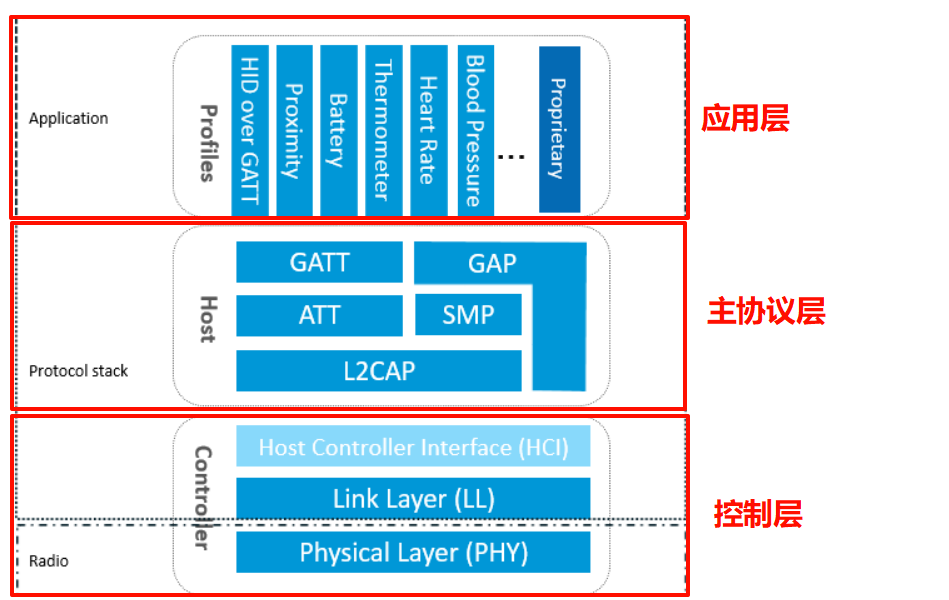 Application
Profiles
HID over GATT
Proximity
Battery
Thermometer
Heart Rate
Blood Pressure
...
Proprietary
应用层
Host
GATT
GAP
ATT
SMP
L2CAP
Protocol stack
主协议层
Controller
Host Controller Interface (HCI)
Link Layer (LL)
Physical Layer (PHY)
Radio
控制层